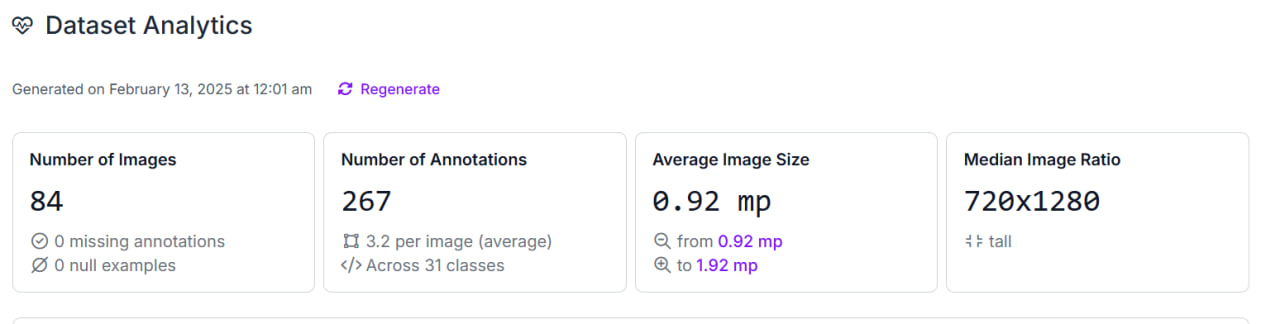 Dataset Analytics
Generated on February 13, 2025 at 12:01 am
Regenerate
Number of Images
84
0 missing annotations
0 null examples
Number of Annotations
267
3.2 per image (average)
Across 31 classes
Average Image Size
0.92 mp
from 0.92 mp
to 1.92 mp
Median Image Ratio
720x1280
tall